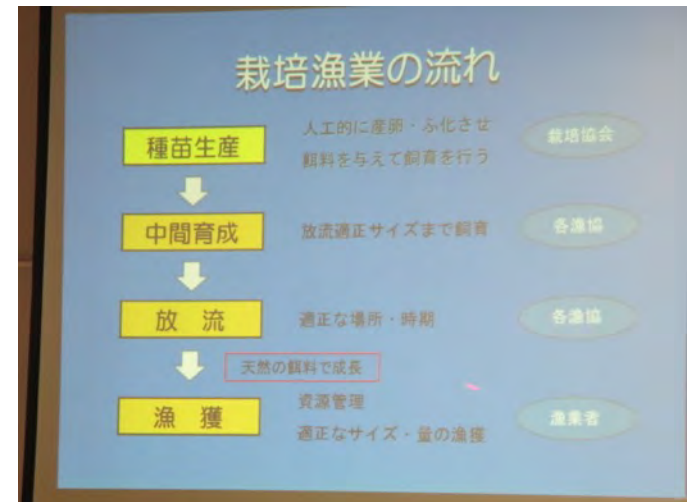 栽培漁業の流れ
種苗生産
人工的に産卵・ふ化させ
餌料を与えて飼育を行う
栽培協会
中間育成
放流適正サイズまで飼育
各漁協
放 流
適正な場所・時期
各漁協
天然の餌料で成長
漁 獲
資源管理
適正なサイズ・量の漁獲
漁業者